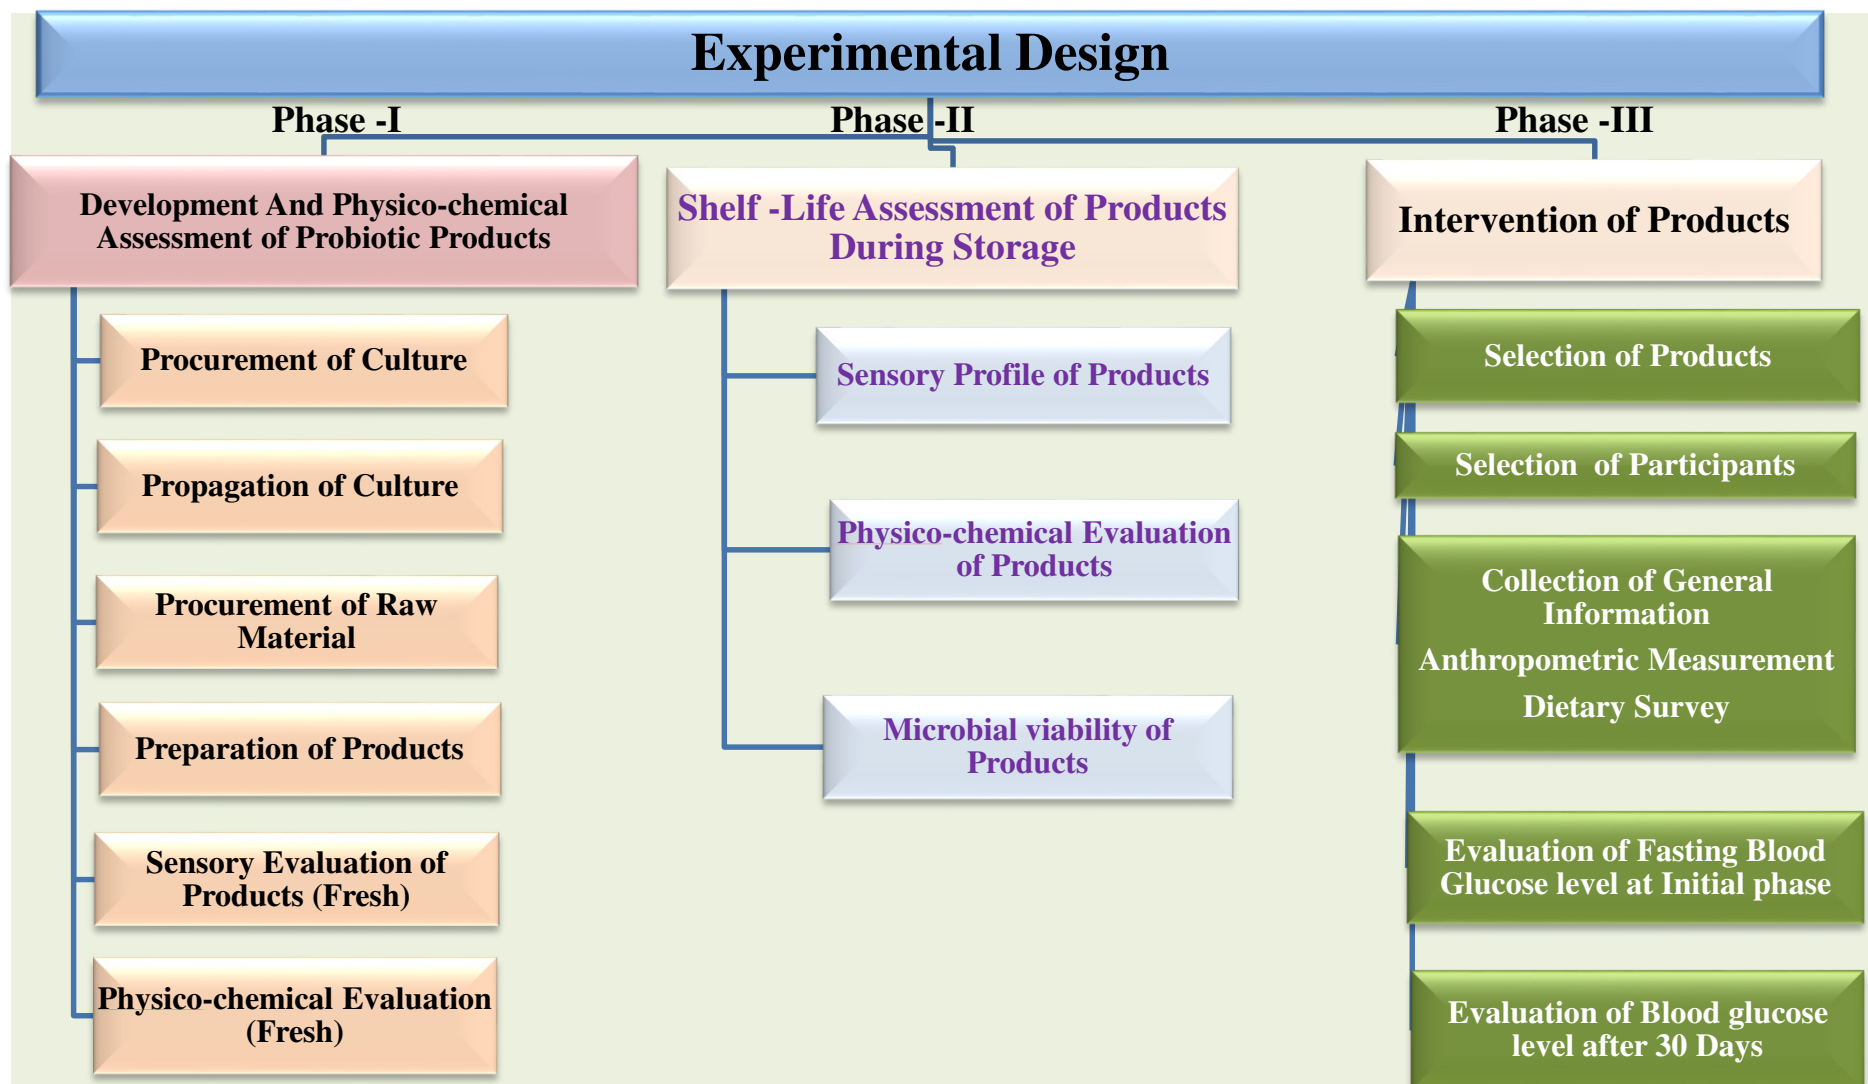 Experimental Design
Phase -I
Phase -II
Phase -III
Development And Physico-chemical
Assessment of Probiotic Products
Procurement of Culture
Propagation of Culture
Procurement of Raw
Material
Preparation of Products
Sensory Evaluation of
Products (Fresh)
Physico-chemical Evaluation
(Fresh)
Shelf -Life Assessment of Products
During Storage
Sensory Profile of Products
Physico-chemical Evaluation
of Products
Microbial viability of
Products
Intervention of Products
Selection of Products
Selection of Participants
Collection of General
Information
Anthropometric Measurement
Dietary Survey
Evaluation of Fasting Blood
Glucose level at Initial phase
Evaluation of Blood glucose
level after 30 Days